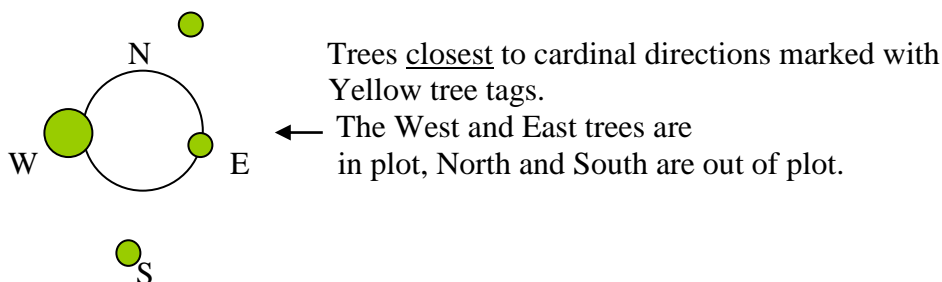 N
Trees closest to cardinal directions marked with
Yellow tree tags.
The West and East trees are
W
E
in plot, North and South are out of plot.
S